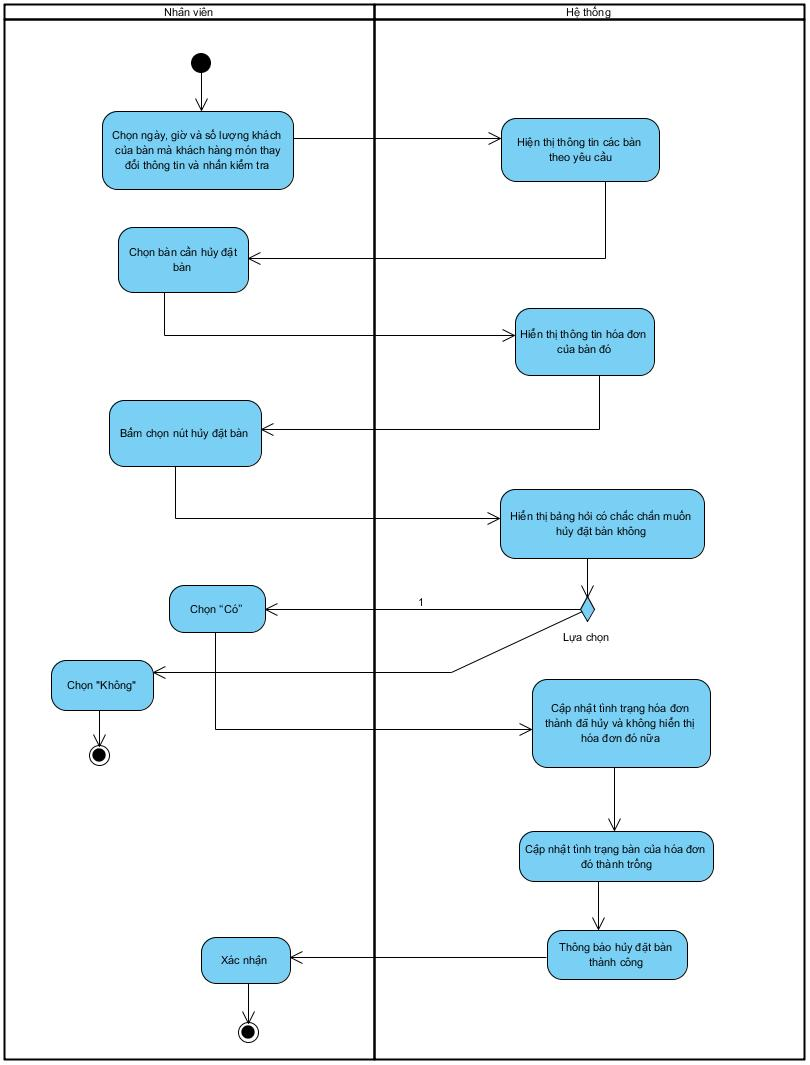 Nhân viên
Hệ thống
Chọn ngày, giờ và số lượng khách
của bàn mà khách hàng món thay
đổi thông tin và nhấn kiểm tra
Hiện thị thông tin các bàn
theo yêu cầu
Chọn bàn cần hủy đặt
bàn
Hiển thị thông tin hóa đơn
của bàn đó
Bấm chọn nút hủy đặt bàn
Hiển thị bảng hỏi có chắc chắn muốn
hủy đặt bàn không
Chọn “Có”
1
Lựa chọn
Chọn "Không"
Cập nhật tình trạng hóa đơn
thành đã hủy và không hiển thị
hóa đơn đó nữa
Cập nhật tình trạng bàn của hóa đơn
đó thành trống
Thông báo hủy đặt bàn
thành công
Xác nhận